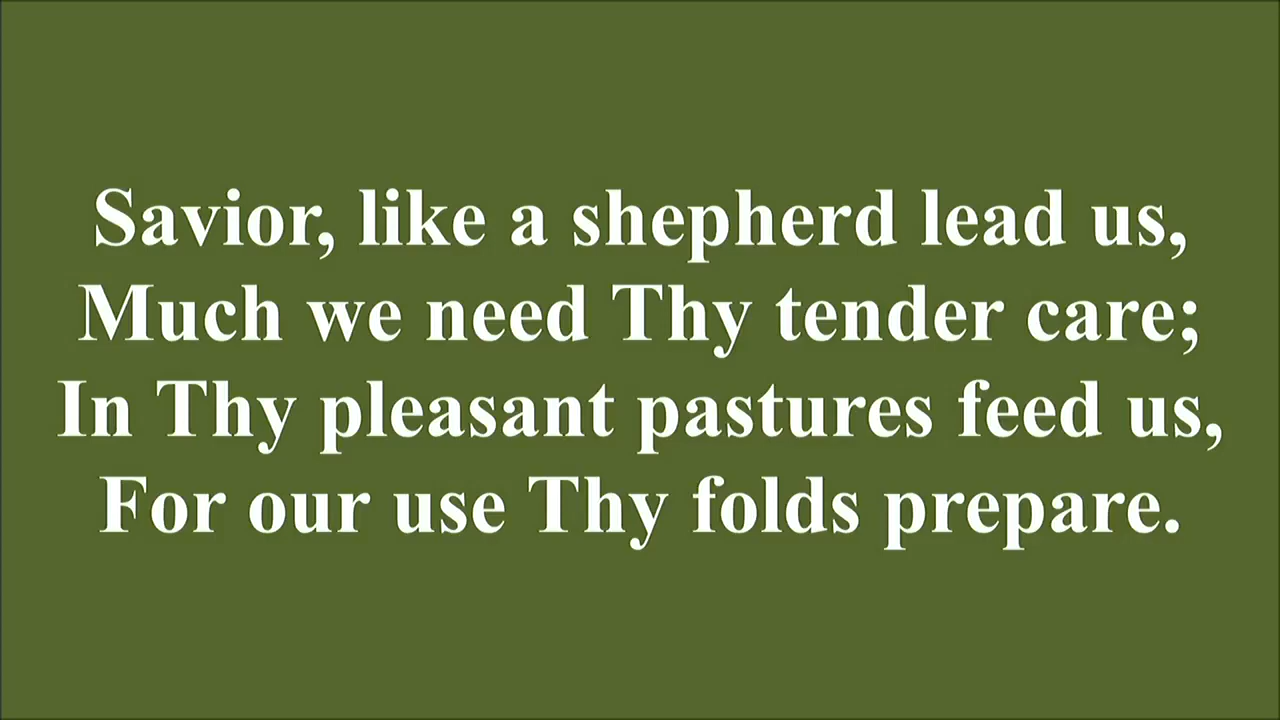 Savior, like a shepherd lead us,
Much we need Thy tender care;
In Thy pleasant pastures feed us,
For our use Thy folds prepare.